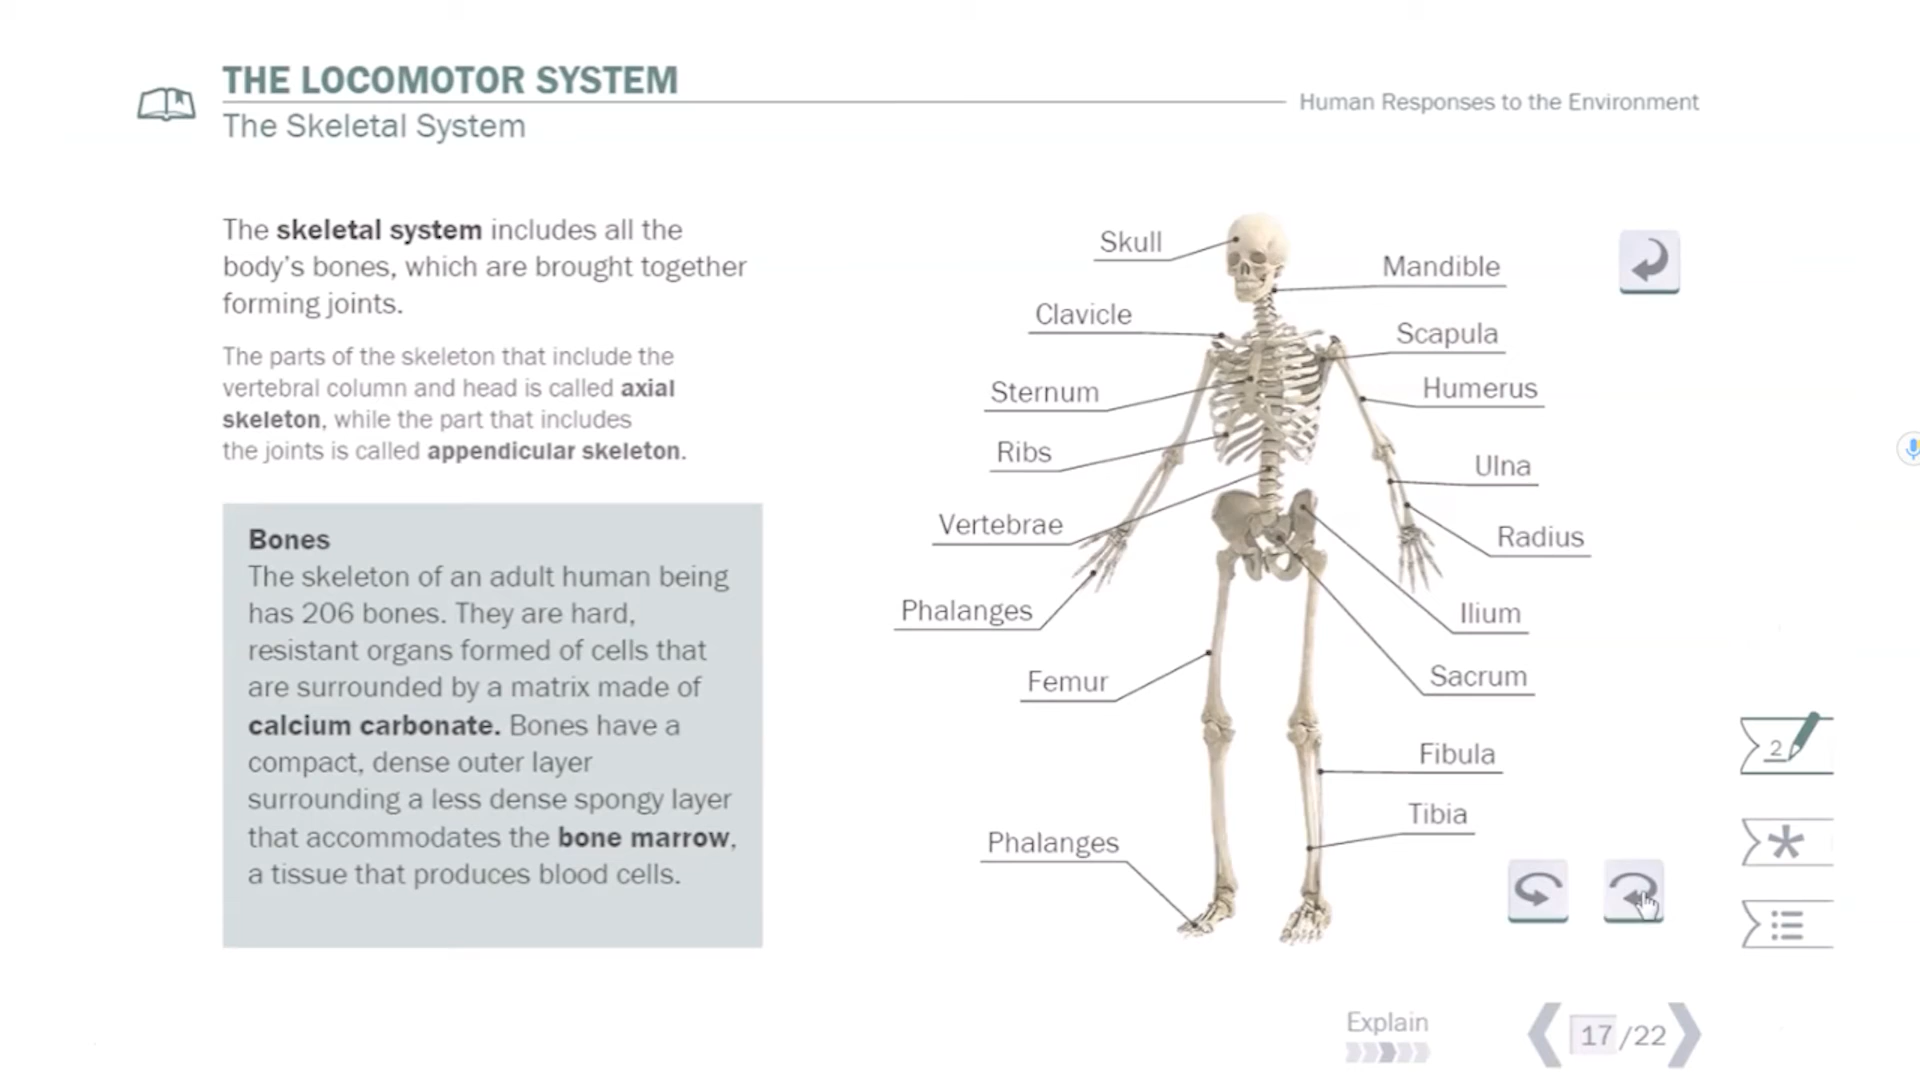 THE LOCOMOTOR SYSTEM
The Skeletal System
Human Responses to the Environment
The skeletal system includes all the
body's bones, which are brought together
forming joints.
The parts of the skeleton that include the
vertebral column and head is called axial
skeleton, while the part that includes
the joints is called appendicular skeleton.
Bones
The skeleton of an adult human being
has 206 bones. They are hard,
resistant organs formed of cells that
are surrounded by a matrix made of
calcium carbonate. Bones have a
compact, dense outer layer
surrounding a less dense spongy layer
that accommodates the bone marrow,
a tissue that produces blood cells.
Skull
Clavicle
Sternum
Ribs
Vertebrae
Phalanges
Femur
Phalanges
Mandible
Scapula
Humerus
Ulna
Radius
Ilium
Sacrum
Fibula
Tibia
2
Explain
17/22